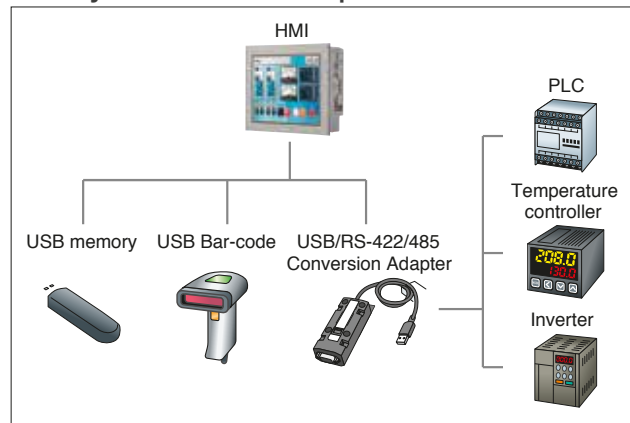 HMI
PLC
Temperature
controller
208.0
130.0
Inverter
USB memory
USB Bar-code
USB/RS-422/485
Conversion Adapter